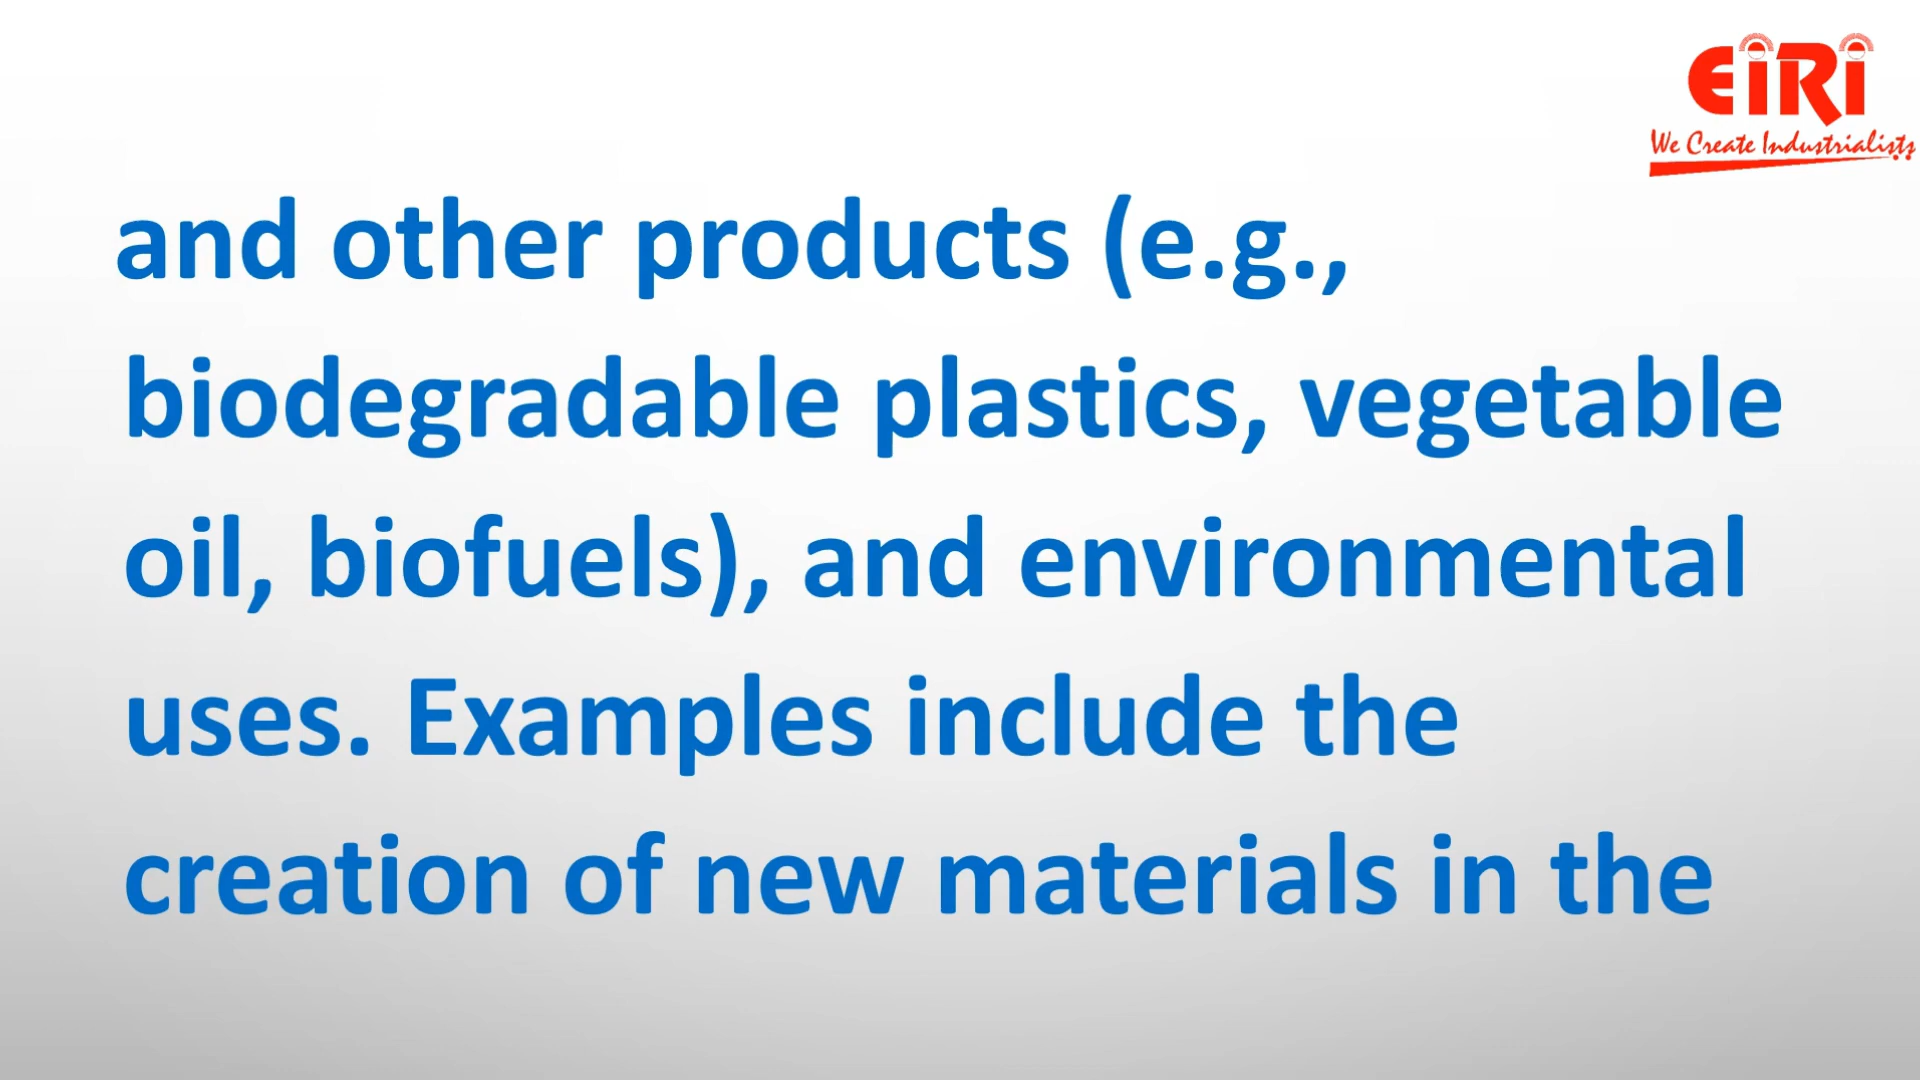 EiRi
We Create Industrialists
and other products (e.g.,
biodegradable plastics, vegetable
oil, biofuels), and environmental
uses. Examples include the
creation of new materials in the